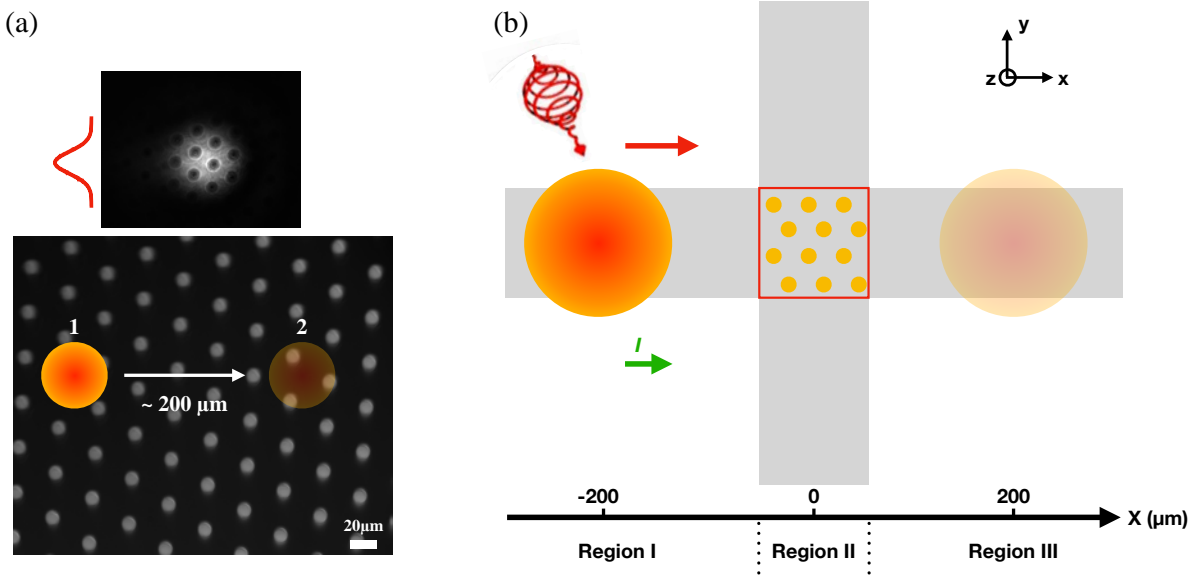 (a)
(b)
y
z
x
1
2
~ 200 μm
20μm
I
-200
0
200
X (μm)
Region I
Region II
Region III